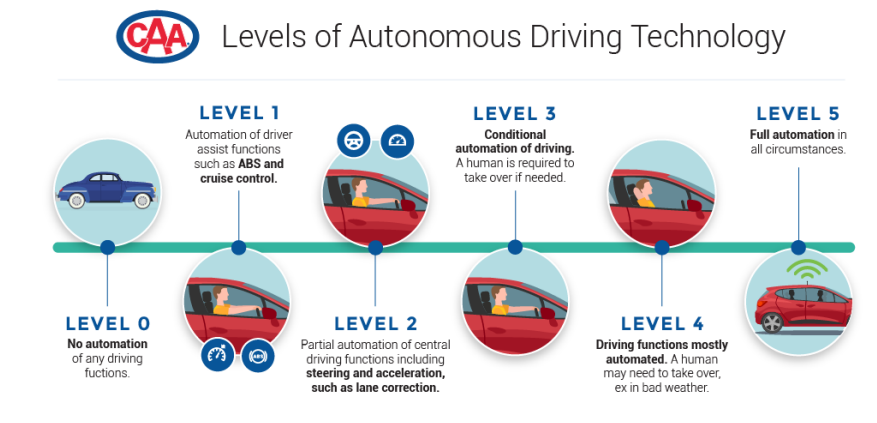 CAA
Levels of Autonomous Driving Technology
LEVEL 0
No automation
of any driving
fuctions.
LEVEL 1
Automation of driver
assist functions
such as ABS and
cruise control.
ABS
LEVEL 2
Partial automation of central
driving functions including
steering and acceleration,
such as lane correction.
LEVEL 3
Conditional
automation of driving.
A human is required to
take over if needed.
LEVEL 4
Driving functions mostly
automated. A human
may need to take over,
ex in bad weather.
LEVEL 5
Full automation in
all circumstances.